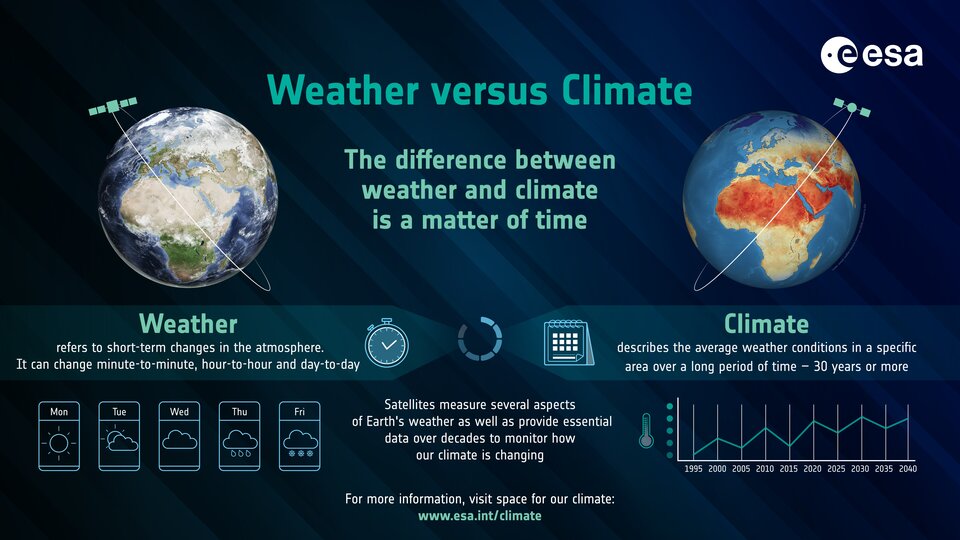 esa
Weather versus Climate
The difference between
weather and climate
is a matter of time
Weather
refers to short-term changes in the atmosphere.
It can change minute-to-minute, hour-to-hour and day-to-day
Climate
describes the average weather conditions in a specific
area over a long period of time – 30 years or more
Mon Tue Wed Thu Fri
Satellites measure several aspects
of Earth's weather as well as provide essential
data over decades to monitor how
our climate is changing
1995 2000 2005 2010 2015 2020 2025 2030 2035 2040
For more information, visit space for our climate:
www.esa.int/climate